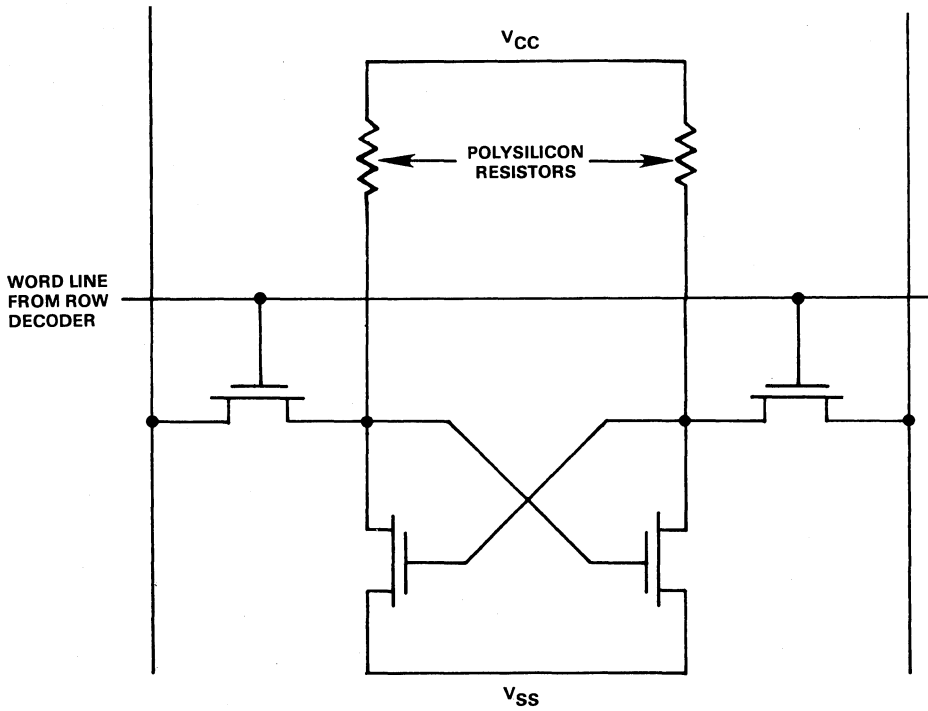 VCC
POLYSILICON
RESISTORS
WORD LINE
FROM ROW
DECODER
VSS